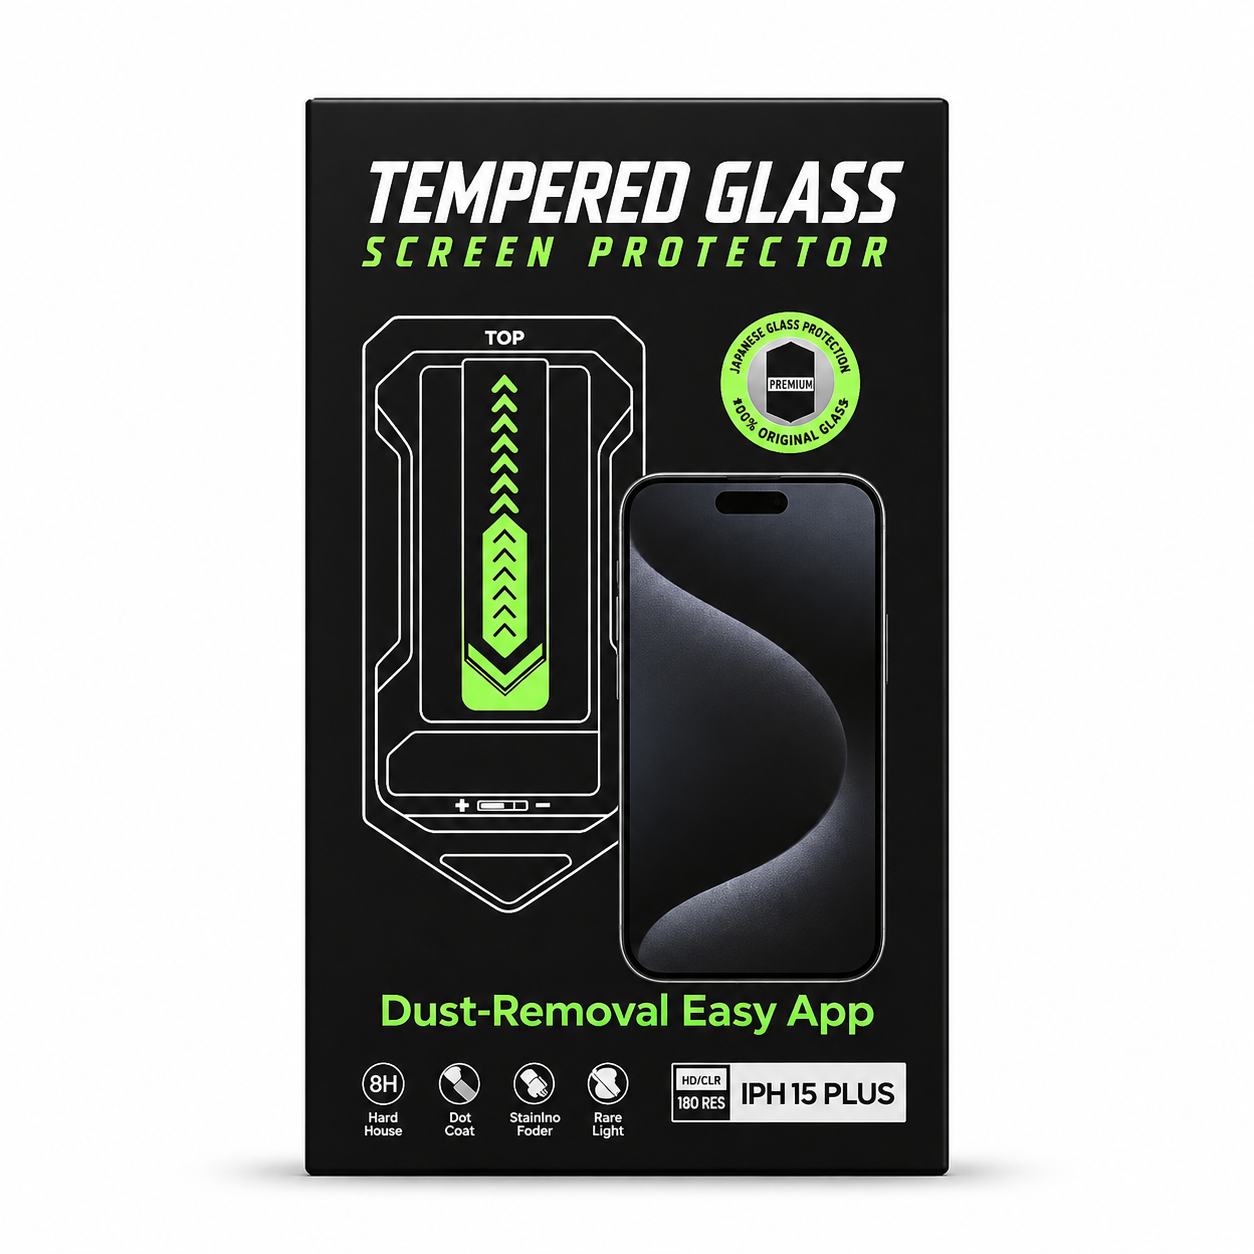 TEMPERED GLASS
SCREEN PROTECTOR
TOP
JAPANESE GLASS PROTECTION
PREMIUM
100% ORIGINAL GLASS
+ −
Dust-Removal Easy App
8H
Hard
House
Dot
Coat
StainIno
Foder
Rare
Light
HD/CLR
180 RES
IPH 15 PLUS